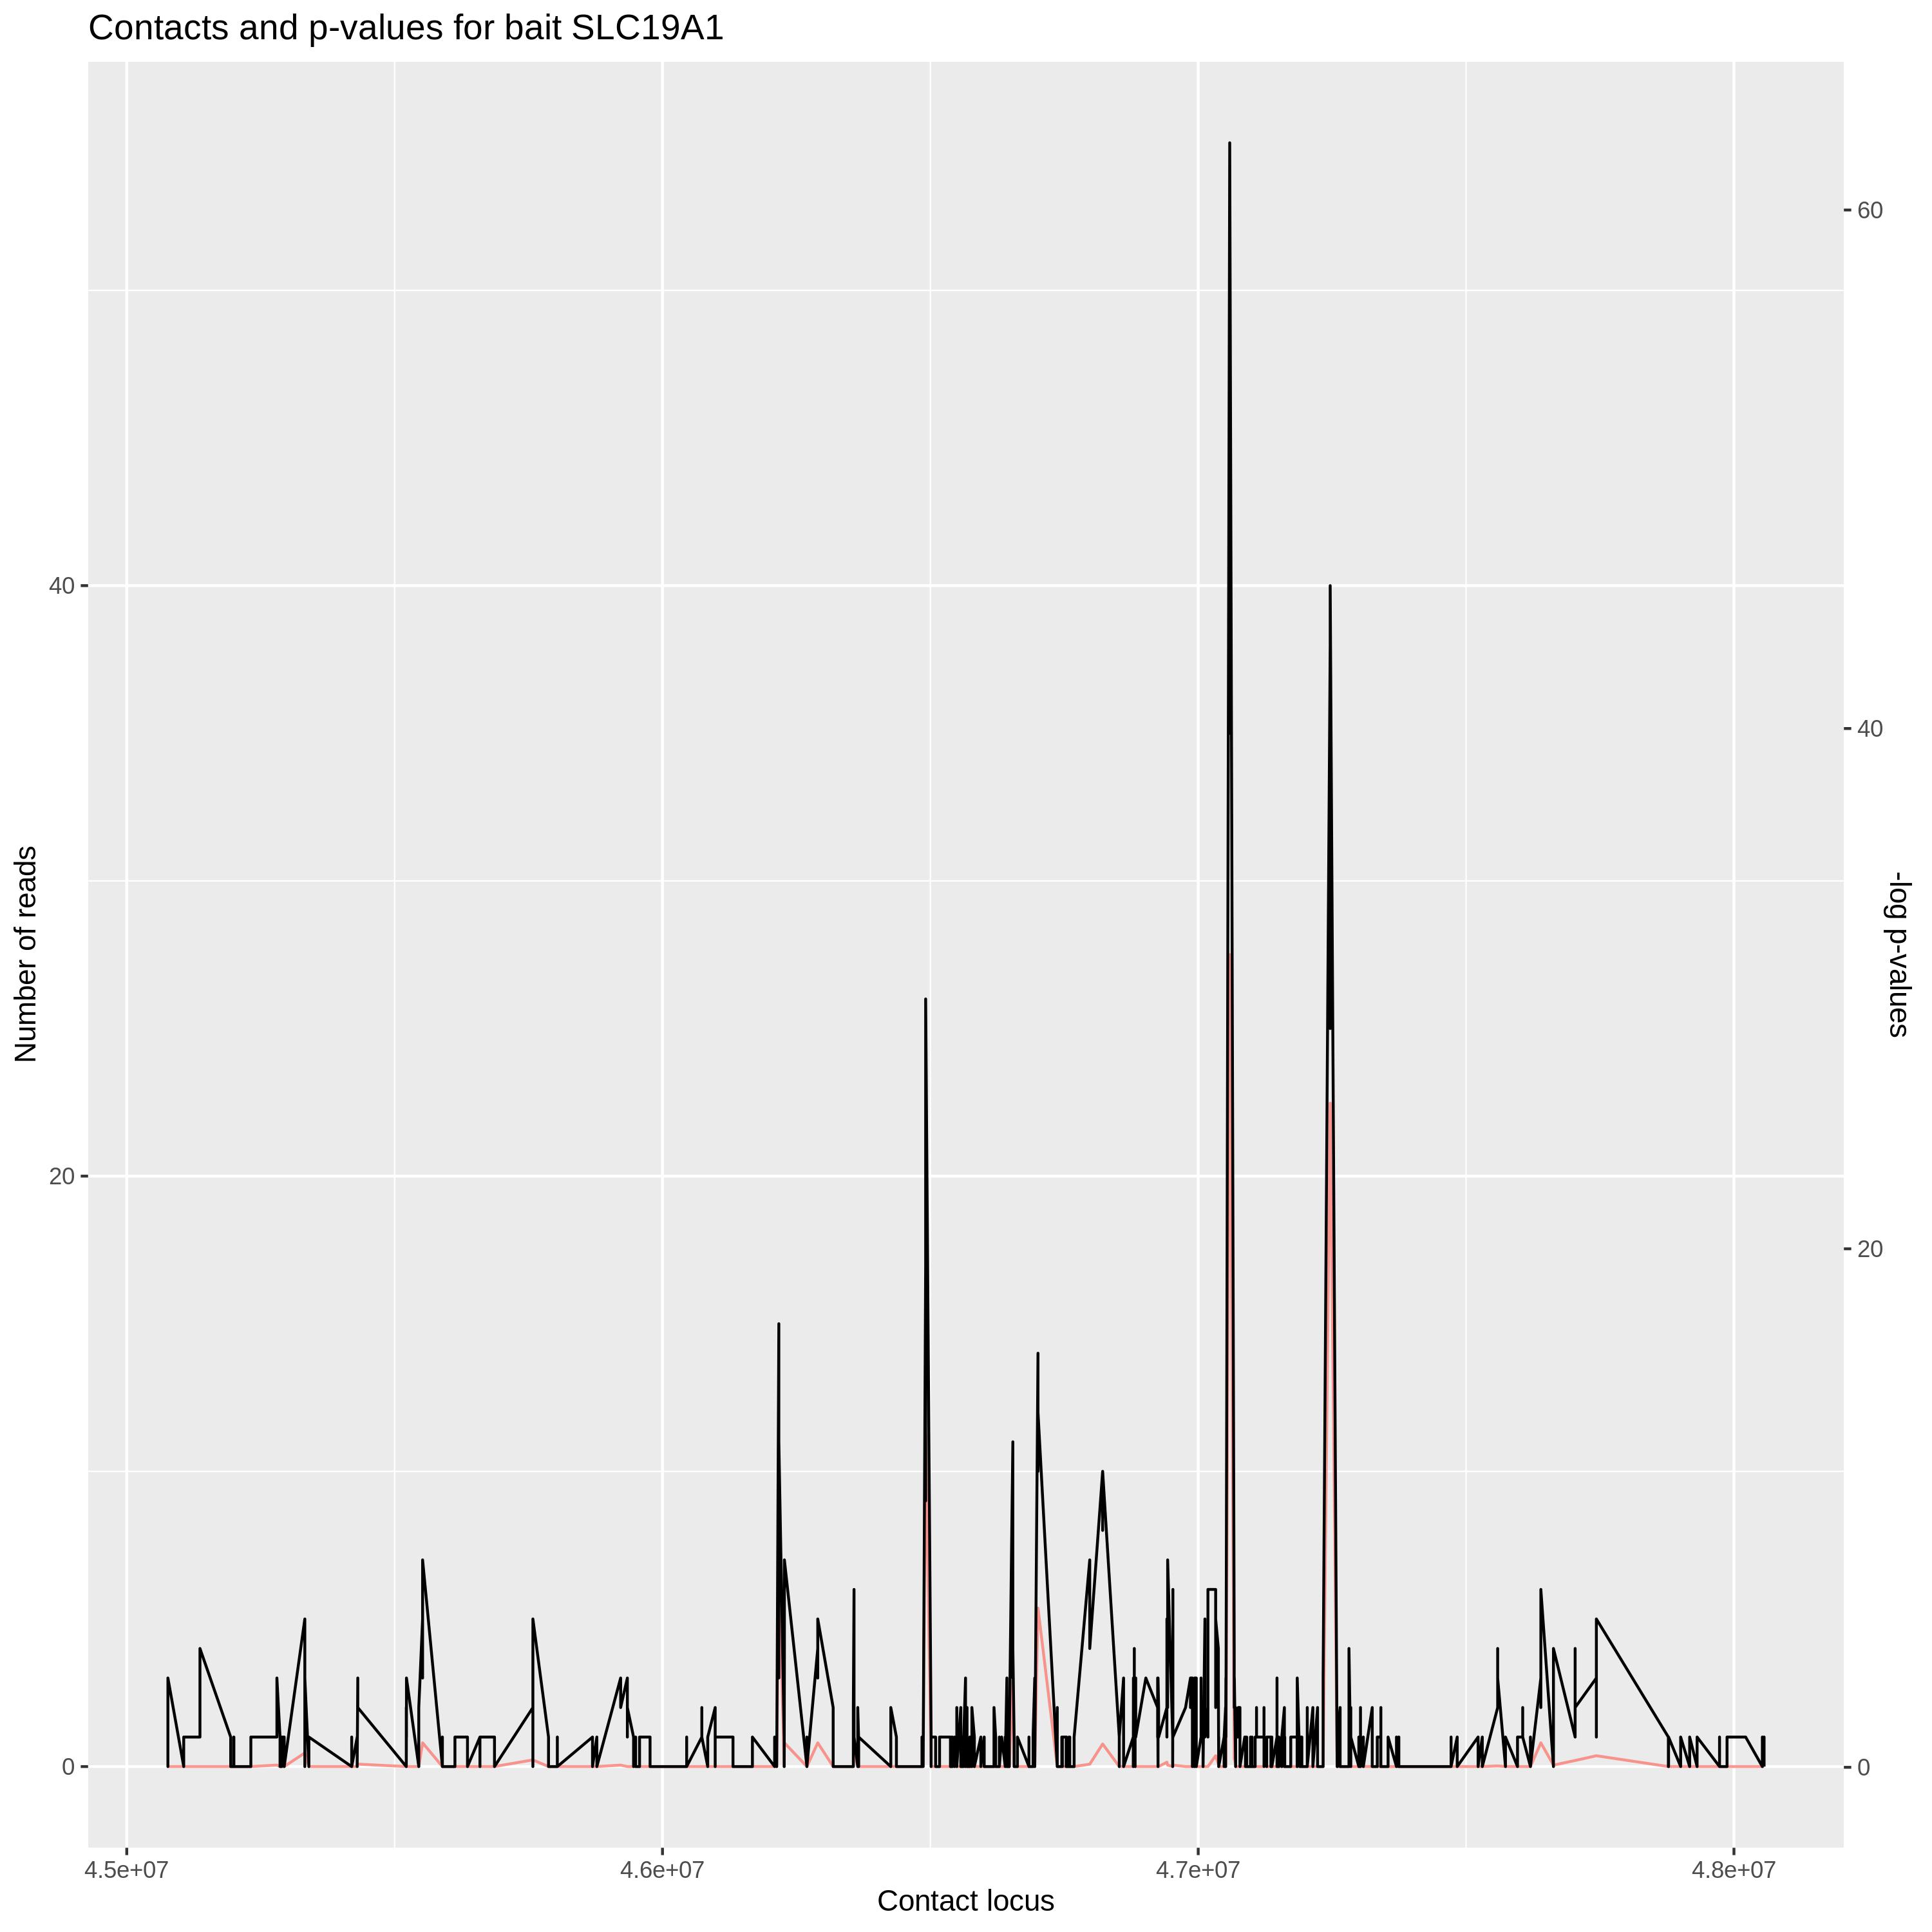 Contacts and p-values for bait SLC19A1
60
40
40
20
20
0
0
Number of reads
-log p-values
4.5e+07
4.6e+07
4.7e+07
4.8e+07
Contact locus